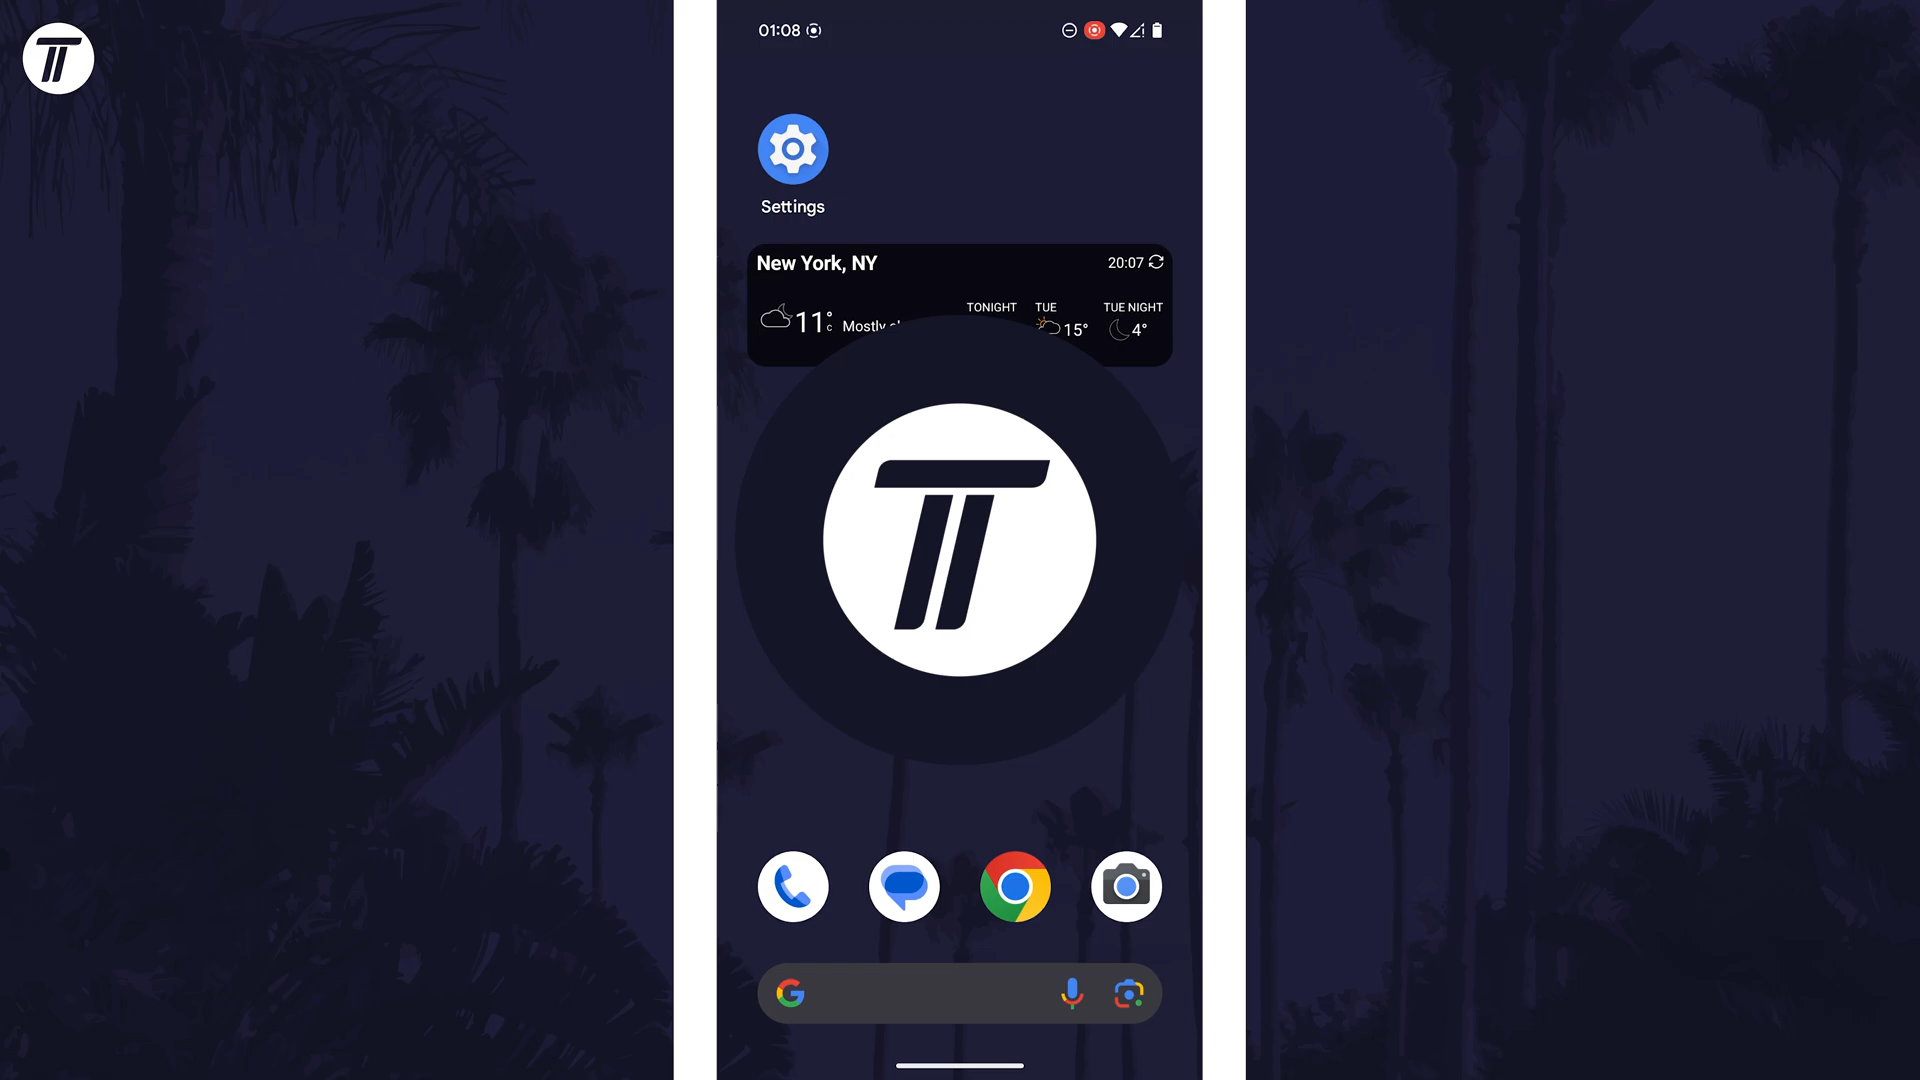 01:08
Settings
New York, NY
20:07
TONIGHT TUE TUE NIGHT
11°c Mostly 15° 4°